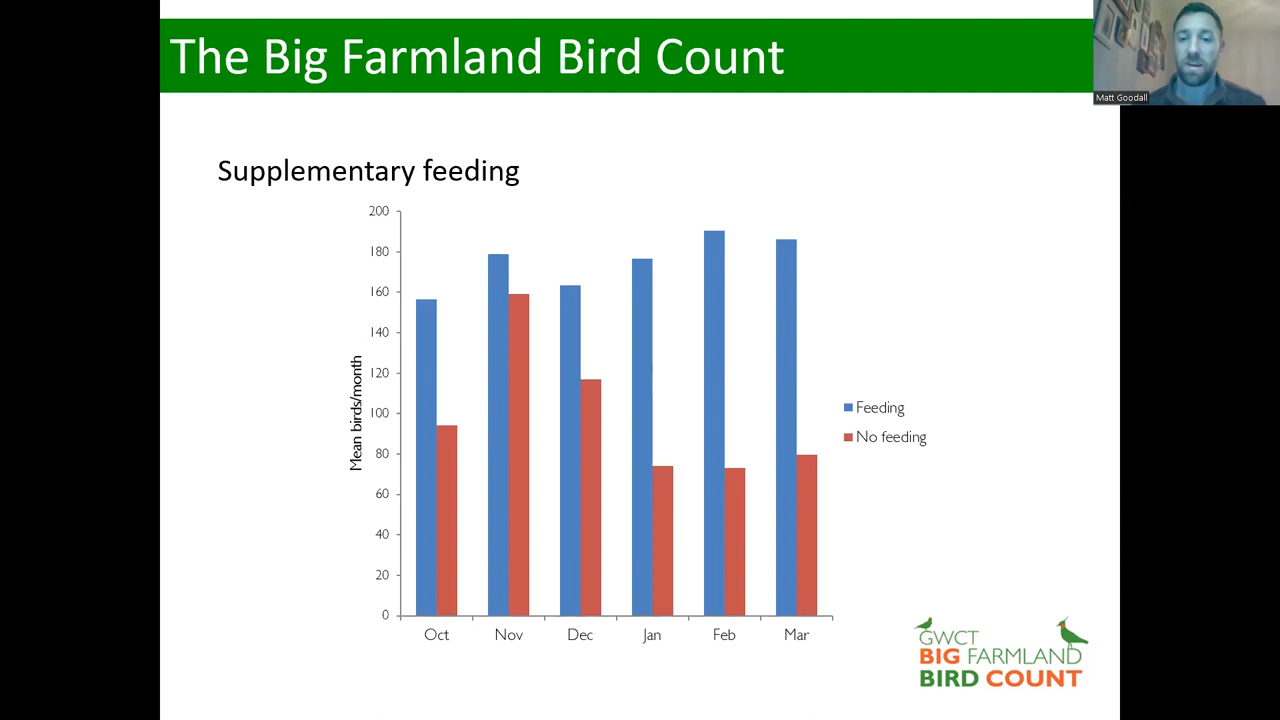 The Big Farmland Bird Count
Matt Goodall
Supplementary feeding
200
180
160
140
120
100
80
60
40
20
0
Mean birds/month
Oct Nov Dec Jan Feb Mar
Feeding
No feeding
GWCT
BIG FARMLAND
BIRD COUNT